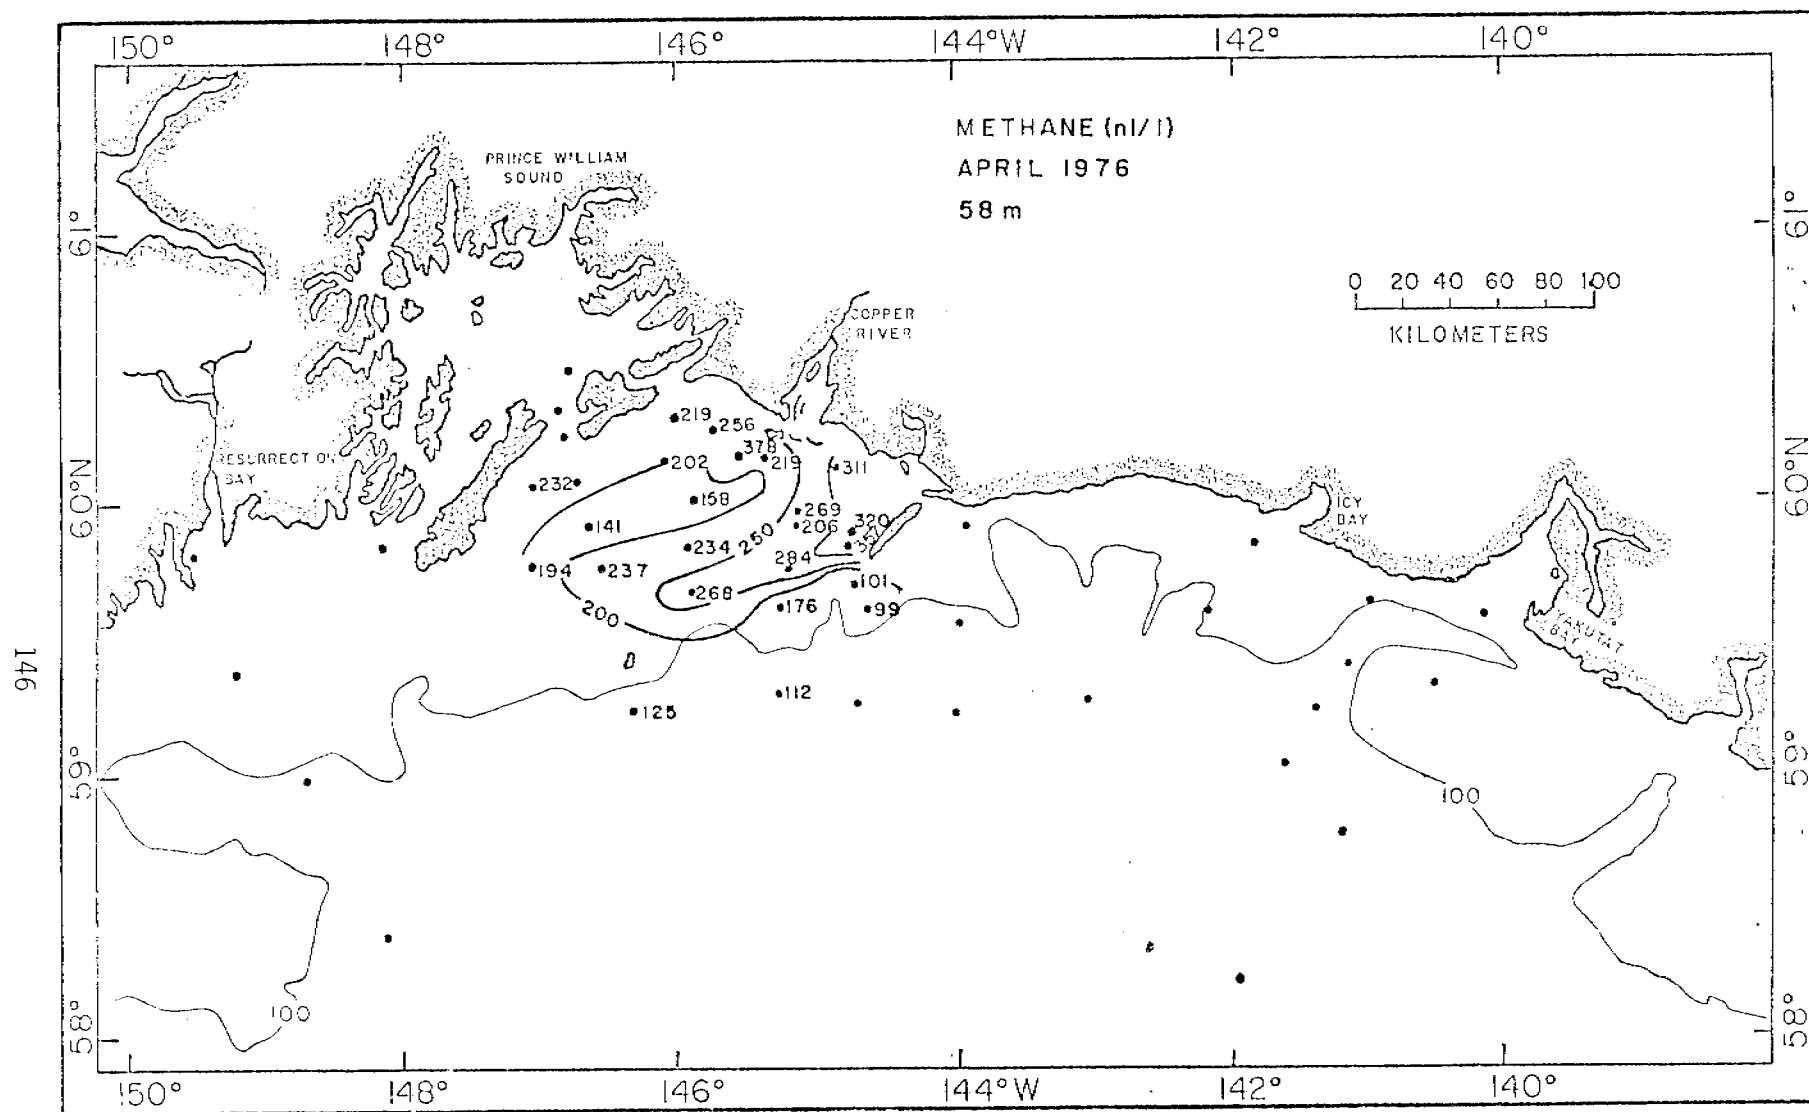 150° 148° 146° 144°W 142° 140°
METHANE (nl/l)
APRIL 1976
58 m
PRINCE WILLIAM
SOUND
61°
61°
0 20 40 60 80 100
KILOMETERS
COPPER
RIVER
219
256
378
219
202
311
RESURRECTION
BAY
232
158
60°N
60°N
ICY
BAY
269
206
320
357
141
234
250
284
194
237
101
268
200
176
99
YAKUTAT
BAY
146
112
125
59°
59°
100
100
58°
58°
150° 148° 146° 144°W 142° 140°